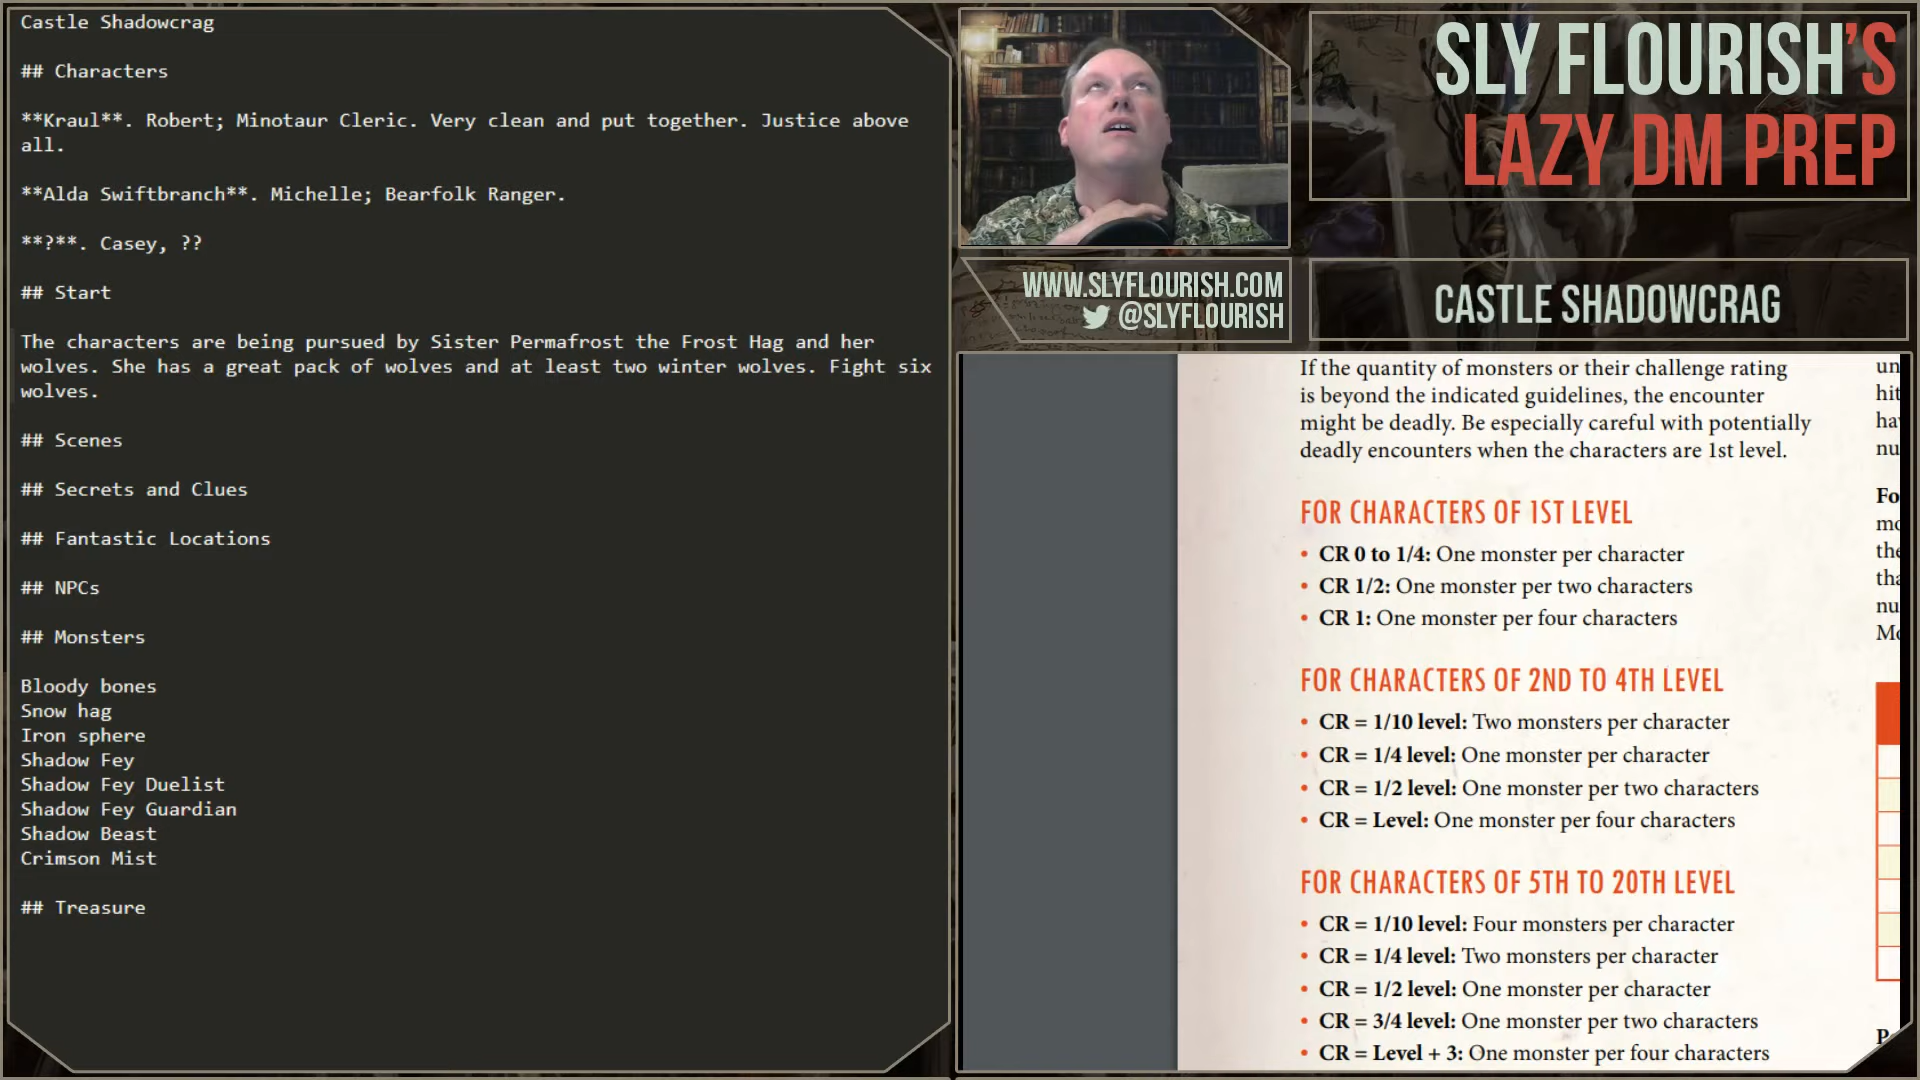 Castle Shadowcrag
## Characters
**Kraul**. Robert; Minotaur Cleric. Very clean and put together. Justice above
all.
**Alda Swiftbranch**. Michelle; Bearfolk Ranger.
**?**. Casey, ??
## Start
The characters are being pursued by Sister Permafrost the Frost Hag and her
wolves. She has a great pack of wolves and at least two winter wolves. Fight six
wolves.
## Scenes
## Secrets and Clues
## Fantastic Locations
## NPCs
## Monsters
Bloody bones
Snow hag
Iron sphere
Shadow Fey
Shadow Fey Duelist
Shadow Fey Guardian
Shadow Beast
Crimson Mist
## Treasure
SLY FLOURISH'S
LAZY DM PREP
WWW.SLYFLOURISH.COM
@SLYFLOURISH
CASTLE SHADOWCRAG
If the quantity of monsters or their challenge rating
is beyond the indicated guidelines, the encounter
might be deadly. Be especially careful with potentially
deadly encounters when the characters are 1st level.
FOR CHARACTERS OF 1ST LEVEL
• CR 0 to 1/4: One monster per character
• CR 1/2: One monster per two characters
• CR 1: One monster per four characters
FOR CHARACTERS OF 2ND TO 4TH LEVEL
• CR = 1/10 level: Two monsters per character
• CR = 1/4 level: One monster per character
• CR = 1/2 level: One monster per two characters
• CR = Level: One monster per four characters
FOR CHARACTERS OF 5TH TO 20TH LEVEL
• CR = 1/10 level: Four monsters per character
• CR = 1/4 level: Two monsters per character
• CR = 1/2 level: One monster per character
• CR = 3/4 level: One monster per two characters
• CR = Level + 3: One monster per four characters